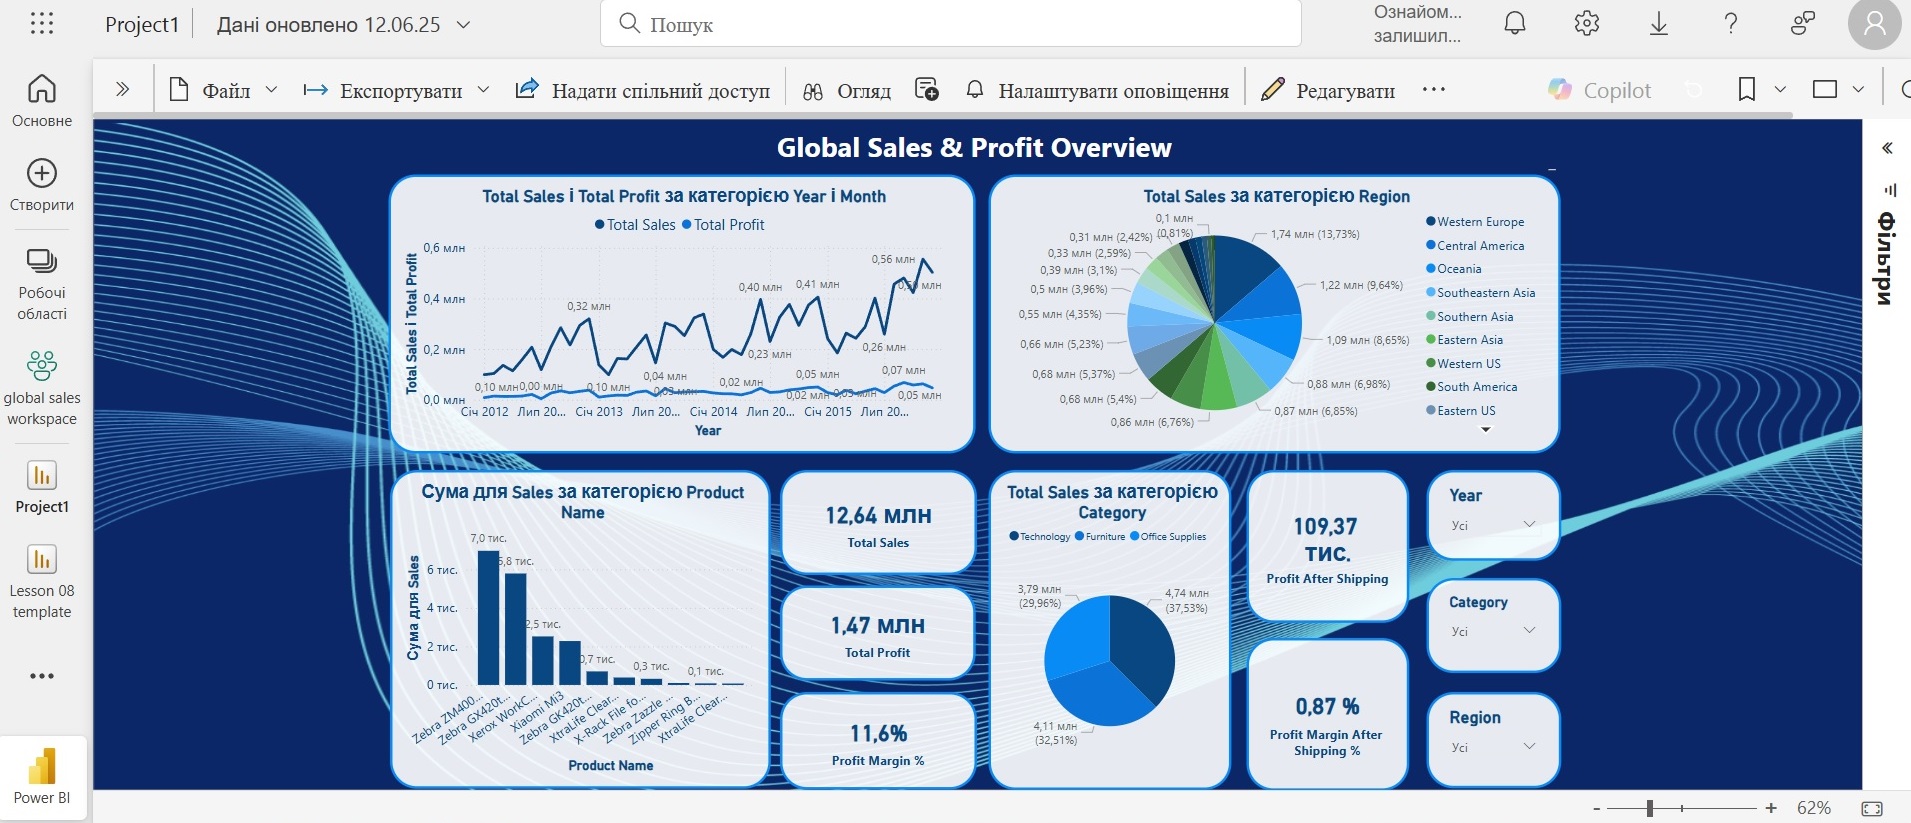 Project1
Дані оновлено 12.06.25
Пошук
Ознайом...
залишил...
Файл
Експортувати
Надати спільний доступ
Огляд
Налаштувати оповіщення
Редагувати
Copilot
Основне
Створити
Робочі
області
global sales
workspace
Project1
Lesson 08
template
Power BI
Global Sales & Profit Overview
Total Sales і Total Profit за категорією Year і Month
Total Sales
Total Profit
Total Sales і Total Profit
0,6 млн
0,4 млн
0,2 млн
0,0 млн
0,32 млн
0,40 млн
0,41 млн
0,56 млн
0,23 млн
0,26 млн
0,10 млн
0,00 млн
0,10 млн
0,04 млн
0,02 млн
0,05 млн
0,02 млн
0,07 млн
0,05 млн
Січ 2012
Лип 20...
Січ 2013
Лип 20...
Січ 2014
Лип 20...
Січ 2015
Лип 20...
Year
Total Sales за категорією Region
0,1 млн
(0,81%)
0,31 млн (2,42%)
0,33 млн (2,59%)
0,39 млн (3,1%)
0,5 млн (3,96%)
0,55 млн (4,35%)
0,66 млн (5,23%)
0,68 млн (5,37%)
0,68 млн (5,4%)
0,86 млн (6,76%)
1,74 млн (13,73%)
1,22 млн (9,64%)
1,09 млн (8,65%)
0,88 млн (6,98%)
0,87 млн (6,85%)
Western Europe
Central America
Oceania
Southeastern Asia
Southern Asia
Eastern Asia
Western US
South America
Eastern US
Фільтри
Сума для Sales за категорією Product
Name
Сума для Sales
6 тис.
4 тис.
2 тис.
0 тис.
7,0 тис.
5,8 тис.
2,5 тис.
0,7 тис.
0,3 тис.
0,1 тис.
Zebra ZM400...
Zebra GX420t...
Xerox WorkC...
Xiaomi Mi3
Zebra GK420t...
XtraLife Clear...
X-Rack File fo...
Zebra Zazzle ...
Zipper Ring B...
XtraLife Clear...
Product Name
12,64 млн
Total Sales
1,47 млн
Total Profit
11,6%
Profit Margin %
Total Sales за категорією
Category
Technology
Furniture
Office Supplies
3,79 млн
(29,96%)
4,74 млн
(37,53%)
4,11 млн
(32,51%)
109,37
тис.
Profit After Shipping
0,87 %
Profit Margin After
Shipping %
Year
Усі
Category
Усі
Region
Усі
62%